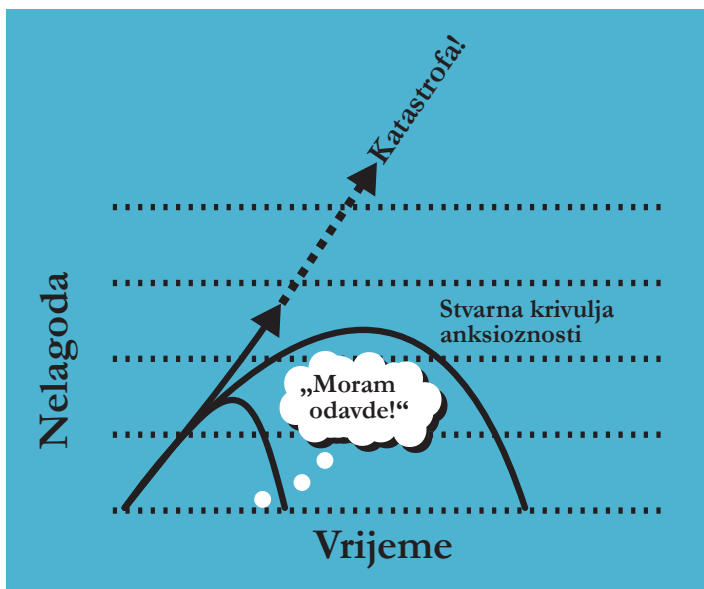 Katastrofa!
Nelagoda
Stvarna krivulja
anksioznosti
„Moram
odavde!“
Vrijeme